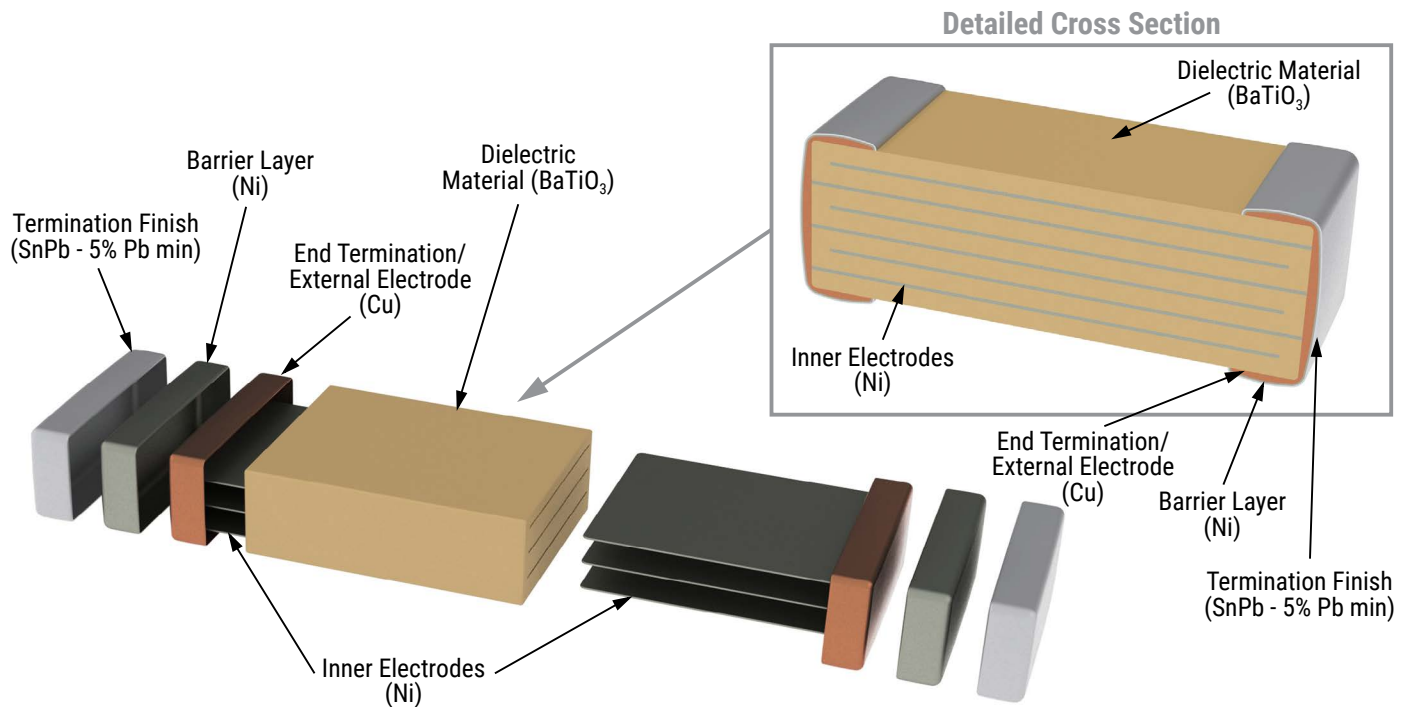 Detailed Cross Section
Dielectric Material
(BaTiO₃)
Barrier Layer
(Ni)
Dielectric
Material (BaTiO₃)
Termination Finish
(SnPb - 5% Pb min)
End Termination/
External Electrode
(Cu)
Inner Electrodes
(Ni)
End Termination/
External Electrode
(Cu)
Barrier Layer
(Ni)
Termination Finish
(SnPb - 5% Pb min)
Inner Electrodes
(Ni)